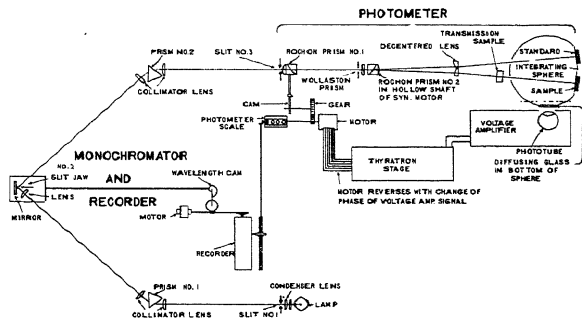 PHOTOMETER
PRISM NO.2
SLIT NO.3
ROCHON PRISM NO.1
DECENTRED LENS
TRANSMISSION
SAMPLE
STANDARD
INTEGRATING
SPHERE
SAMPLE
COLLIMATOR LENS
WOLLASTON
PRISM
ROCHON PRISM NO.2
IN HOLLOW SHAFT
OF SYN. MOTOR
CAM
GEAR
PHOTOMETER
SCALE
MOTOR
VOLTAGE
AMPLIFIER
PHOTOTUBE
DIFFUSING GLASS
IN BOTTOM OF
SPHERE
THYRATRON
STAGE
MOTOR REVERSES WITH CHANGE OF
PHASE OF VOLTAGE AMP. SIGNAL
MONOCHROMATOR
AND
RECORDER
NO.2
SLIT JAW
LENS
MIRROR
WAVELENGTH CAM
MOTOR
RECORDER
PRISM NO.1
COLLIMATOR LENS
CONDENSER LENS
SLIT NO.1
LAMP